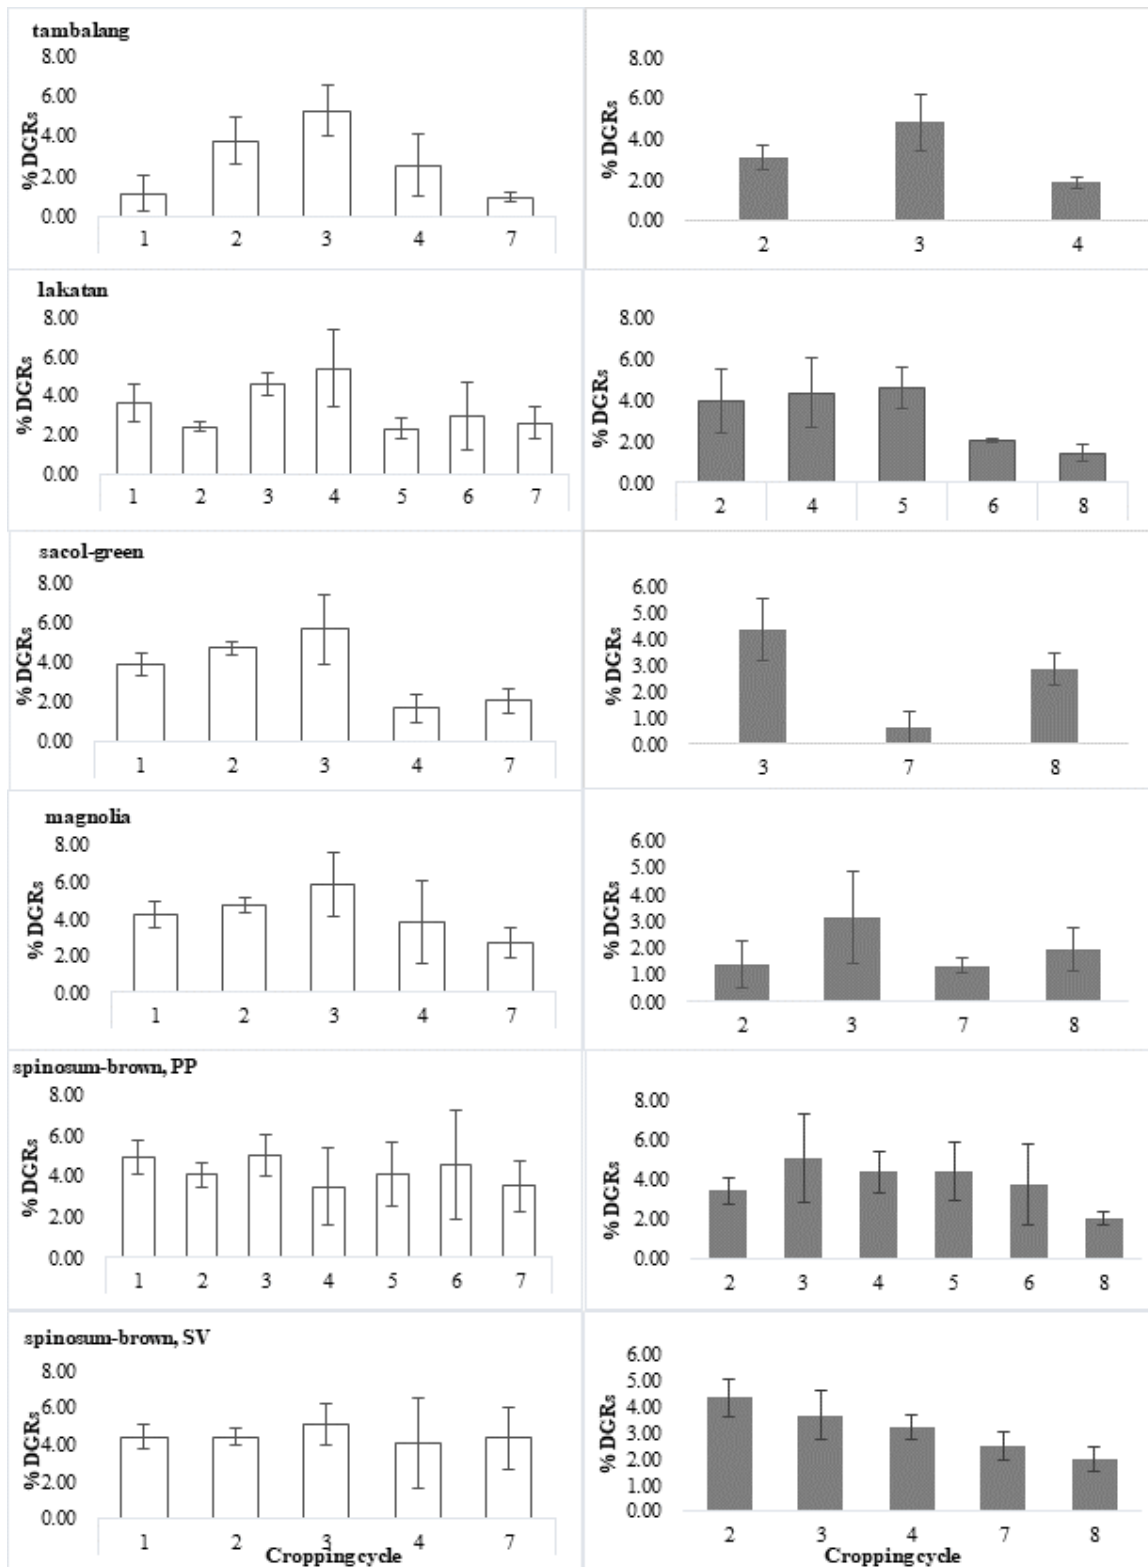 tambalang
8.00
6.00
4.00
2.00
0.00
% DGRs
1 2 3 4 7
8.00
6.00
4.00
2.00
0.00
% DGRs
2 3 4
lakatan
8.00
6.00
4.00
2.00
0.00
% DGRs
1 2 3 4 5 6 7
8.00
6.00
4.00
2.00
0.00
% DGRs
2 4 5 6 8
sacol-green
8.00
6.00
4.00
2.00
0.00
% DGRs
1 2 3 4 7
6.00
5.00
4.00
3.00
2.00
1.00
0.00
% DGRs
3 7 8
magnolia
8.00
6.00
4.00
2.00
0.00
% DGRs
1 2 3 4 7
6.00
5.00
4.00
3.00
2.00
1.00
0.00
% DGRs
2 3 7 8
spinosum-brown, PP
8.00
6.00
4.00
2.00
0.00
% DGRs
1 2 3 4 5 6 7
8.00
6.00
4.00
2.00
0.00
% DGRs
2 3 4 5 6 8
spinosum-brown, SV
8.00
6.00
4.00
2.00
0.00
% DGRs
1 2 3 4 7
Cropping cycle
6.00
5.00
4.00
3.00
2.00
1.00
0.00
% DGRs
2 3 4 7 8
Cropping cycle